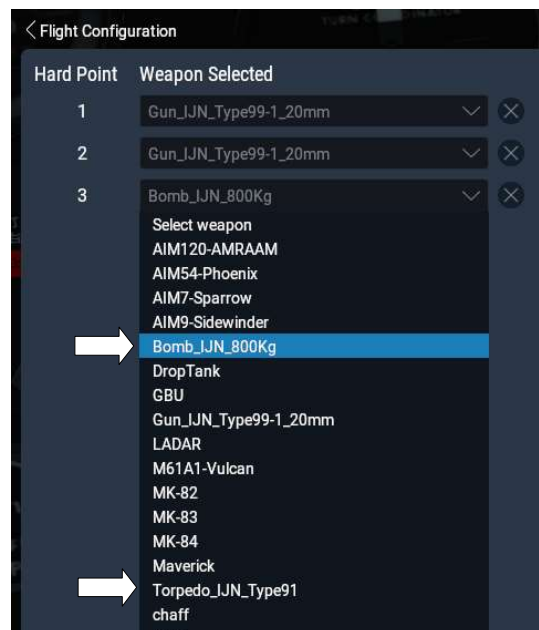 TURN COORDINATOR
< Flight Configuration
Hard Point Weapon Selected
1 Gun_IJN_Type99-1_20mm
2 Gun_IJN_Type99-1_20mm
3 Bomb_IJN_800Kg
Select weapon
AIM120-AMRAAM
AIM54-Phoenix
AIM7-Sparrow
AIM9-Sidewinder
Bomb_IJN_800Kg
DropTank
GBU
Gun_IJN_Type99-1_20mm
LADAR
M61A1-Vulcan
MK-82
MK-83
MK-84
Maverick
Torpedo_IJN_Type91
chaff